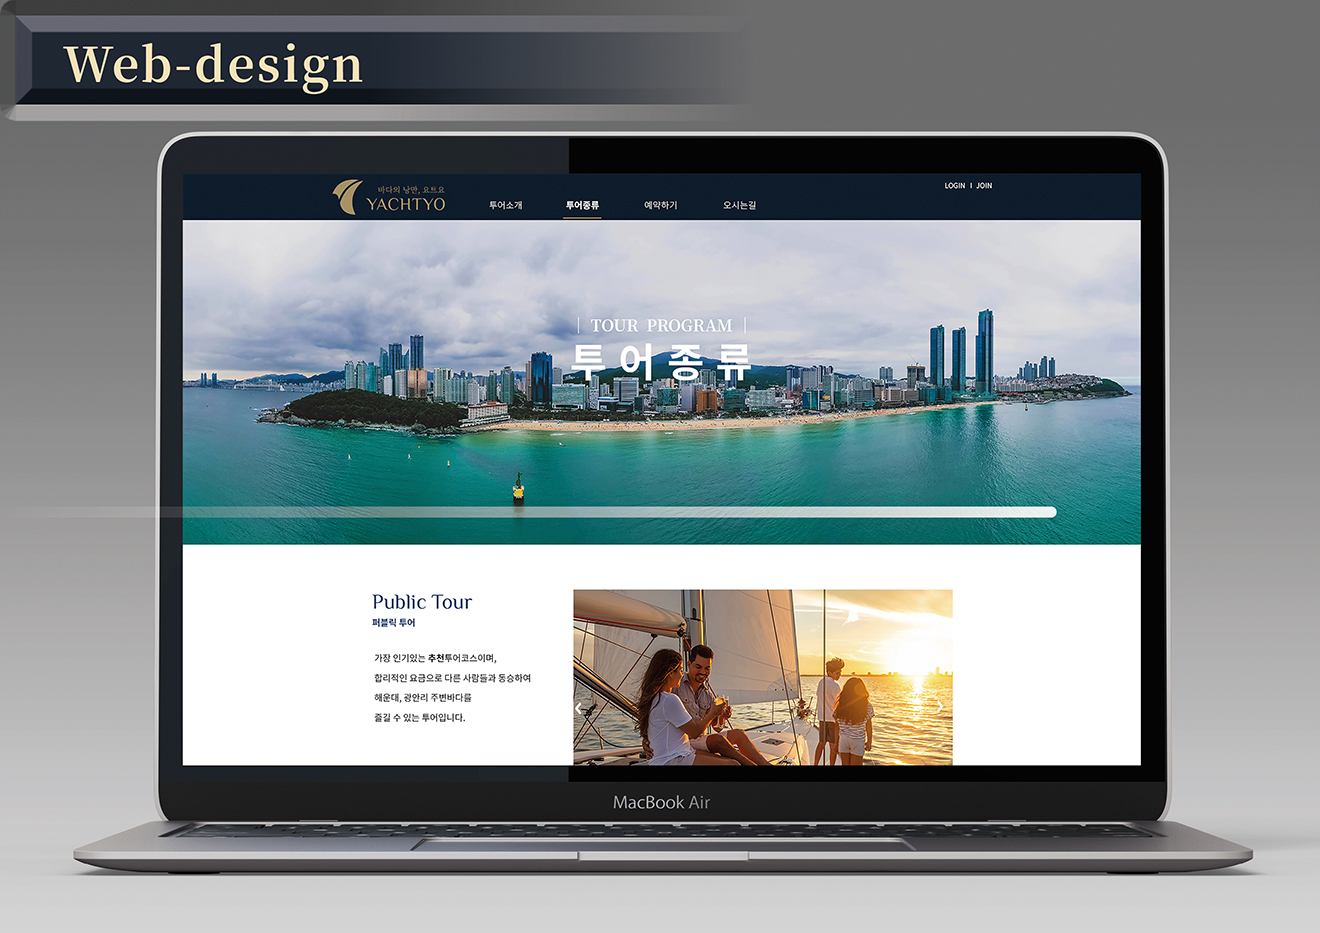 Web-design
바다의 낭만, 요트요
YACHTYO
투어소개 투어종류 예약하기 오시는길
LOGIN | JOIN
| TOUR PROGRAM |
투어종류
Public Tour
퍼블릭 투어
가장 인기있는 추천투어코스이며,
합리적인 요금으로 다른 사람들과 동승하여
해운대, 광안리 주변바다를
즐길 수 있는 투어입니다.
MacBook Air